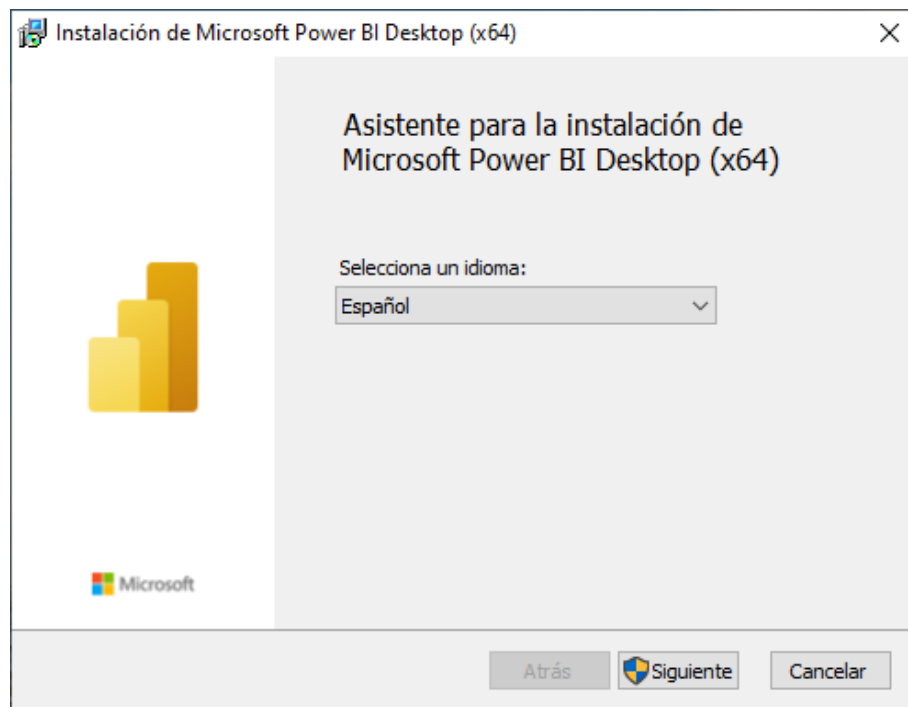 Instalación de Microsoft Power BI Desktop (x64)
Asistente para la instalación de
Microsoft Power BI Desktop (x64)
Selecciona un idioma:
Español
Microsoft
Atrás
Siguiente
Cancelar